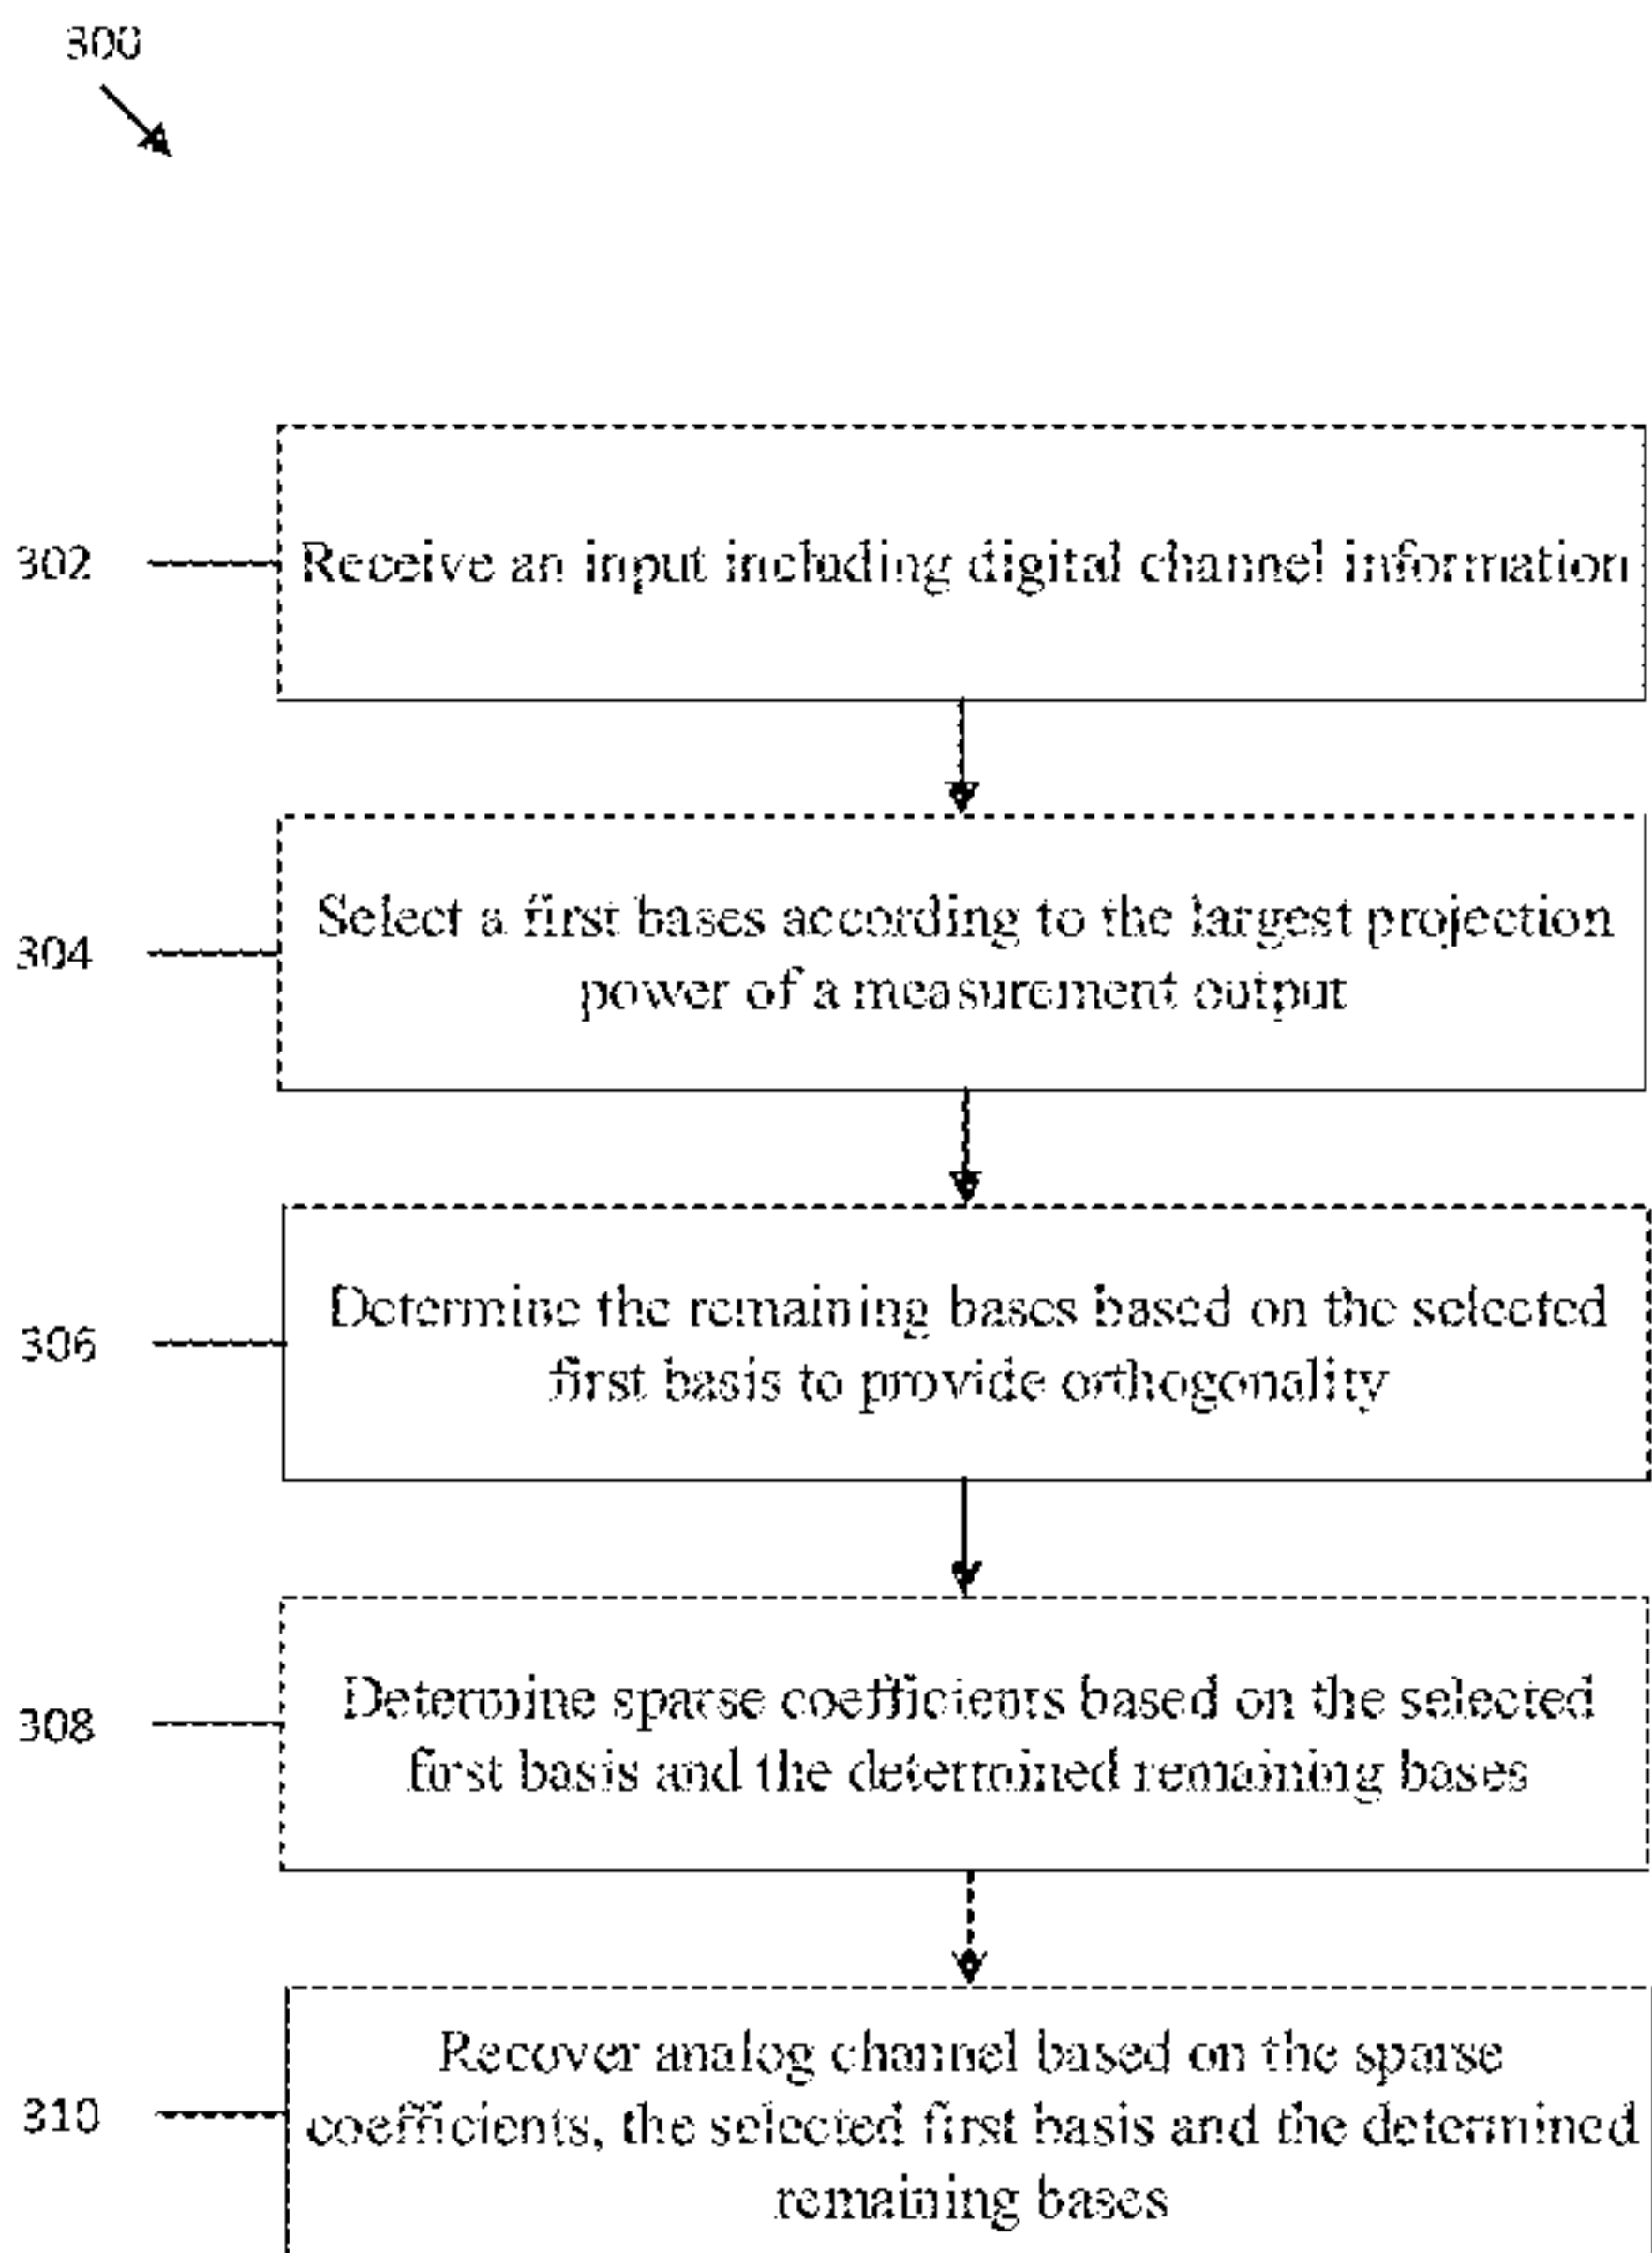 300
302
Receive an input including digital channel information
304
Select a first bases according to the largest projection
power of a measurement output
306
Determine the remaining bases based on the selected
first basis to provide orthogonality
308
Determine sparse coefficients based on the selected
first basis and the determined remaining bases
310
Recover analog channel based on the sparse
coefficients, the selected first basis and the determined
remaining bases